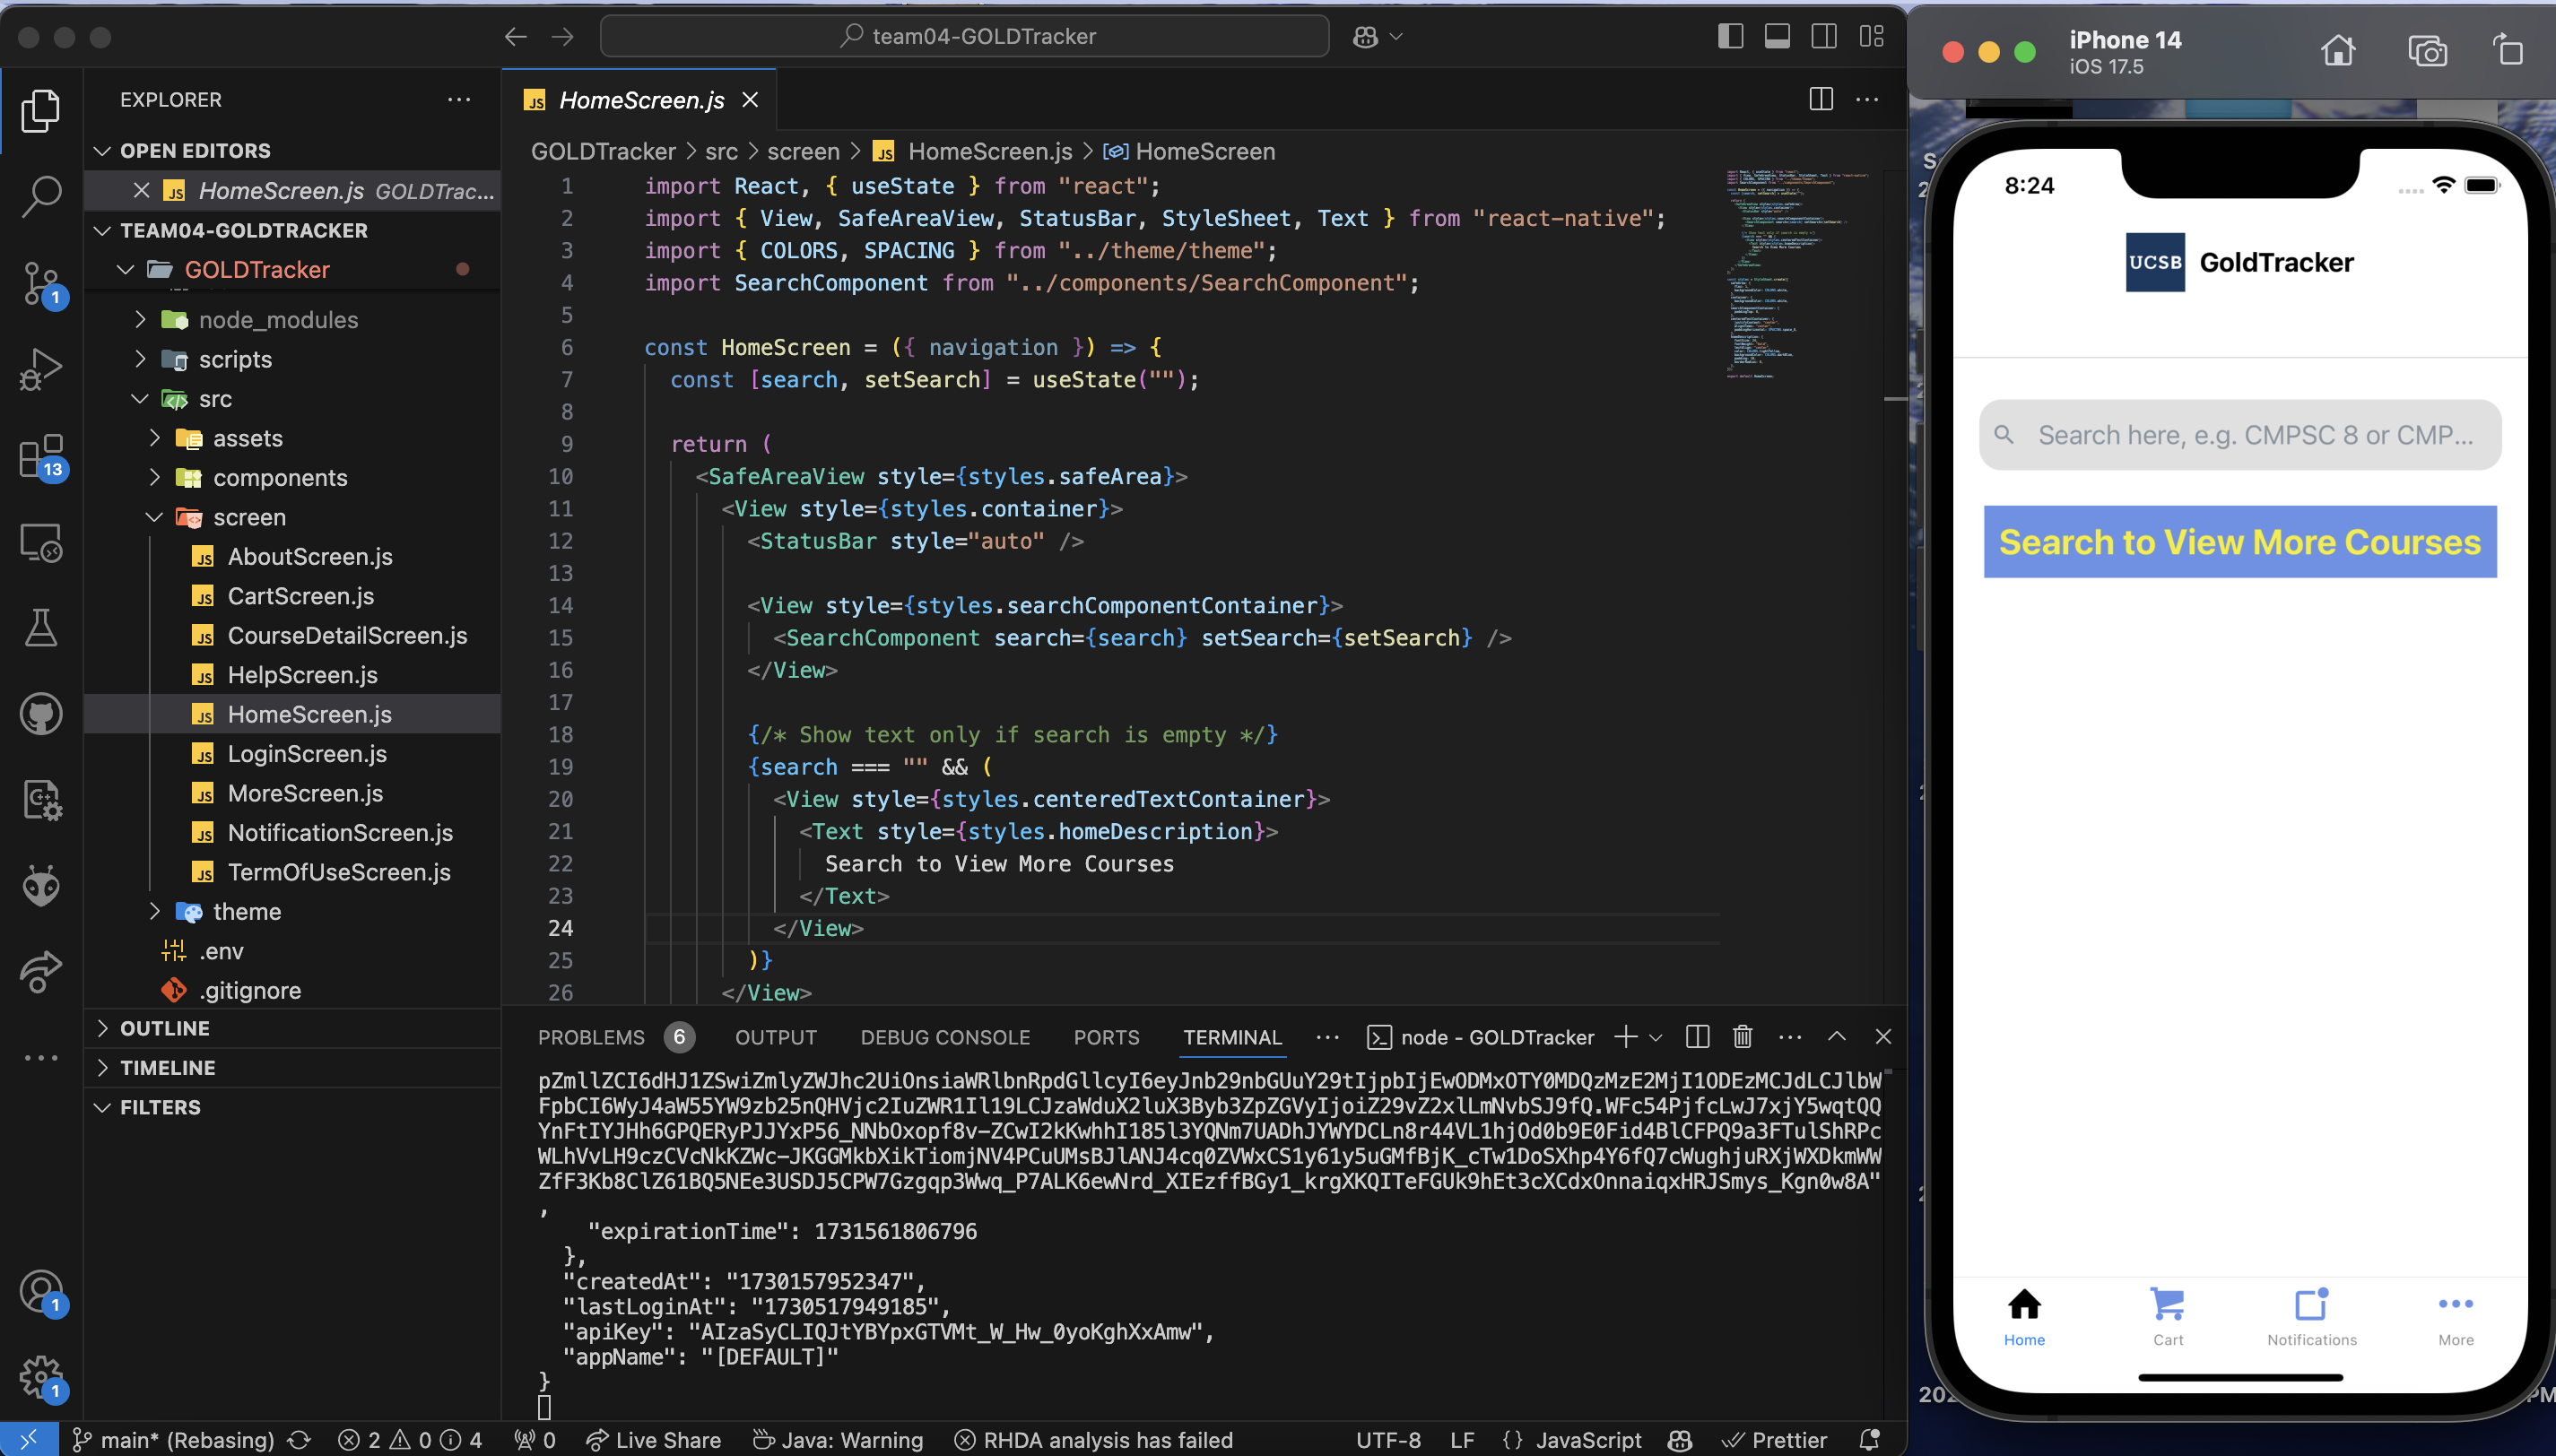 team04-GOLDTracker
EXPLORER
OPEN EDITORS
HomeScreen.js GOLDTrac...
TEAM04-GOLDTRACKER
GOLDTracker
node_modules
scripts
src
assets
components
screen
AboutScreen.js
CartScreen.js
CourseDetailScreen.js
HelpScreen.js
HomeScreen.js
LoginScreen.js
MoreScreen.js
NotificationScreen.js
TermOfUseScreen.js
theme
.env
.gitignore
OUTLINE
TIMELINE
FILTERS
1
13
1
1
JS HomeScreen.js
GOLDTracker > src > screen > JS HomeScreen.js > HomeScreen
1 import React, { useState } from "react";
2 import { View, SafeAreaView, StatusBar, StyleSheet, Text } from "react-native";
3 import { COLORS, SPACING } from "../theme/theme";
4 import SearchComponent from "../components/SearchComponent";
5
6 const HomeScreen = ({ navigation }) => {
7 const [search, setSearch] = useState("");
8
9 return (
10 <SafeAreaView style={styles.safeArea}>
11 <View style={styles.container}>
12 <StatusBar style="auto" />
13
14 <View style={styles.searchComponentContainer}>
15 <SearchComponent search={search} setSearch={setSearch} />
16 </View>
17
18 {/* Show text only if search is empty */}
19 {search === "" && (
20 <View style={styles.centeredTextContainer}>
21 <Text style={styles.homeDescription}>
22 Search to View More Courses
23 </Text>
24 </View>
25 )}
26 </View>
PROBLEMS 6 OUTPUT DEBUG CONSOLE PORTS TERMINAL ... node - GOLDTracker
"expirationTime": 1731561806796
},
"createdAt": "1730157952347",
"lastLoginAt": "1730517949185",
"apiKey": "AIzaSyCLIQJtYBYpxGTVMt_W_Hw_0yoKghXxAmw",
"appName": "[DEFAULT]"
}
main* (Rebasing) 2 0 4 0 Live Share Java: Warning RHDA analysis has failed UTF-8 LF {} JavaScript Prettier
iPhone 14
iOS 17.5
8:24
UCSB GoldTracker
Search here, e.g. CMPSC 8 or CMP...
Search to View More Courses
Home Cart Notifications More